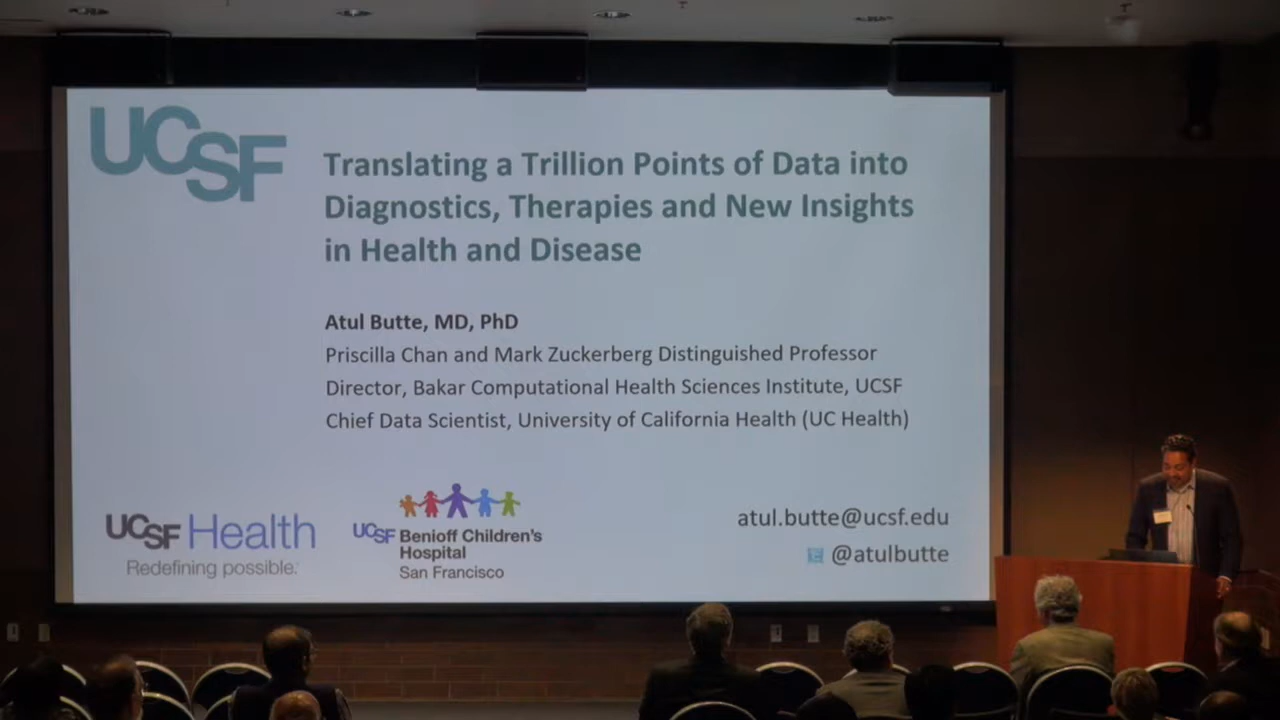 UCSF
Translating a Trillion Points of Data into
Diagnostics, Therapies and New Insights
in Health and Disease
Atul Butte, MD, PhD
Priscilla Chan and Mark Zuckerberg Distinguished Professor
Director, Bakar Computational Health Sciences Institute, UCSF
Chief Data Scientist, University of California Health (UC Health)
UCSF Health
Redefining possible.
UCSF Benioff Children's
Hospital
San Francisco
atul.butte@ucsf.edu
@atulbutte